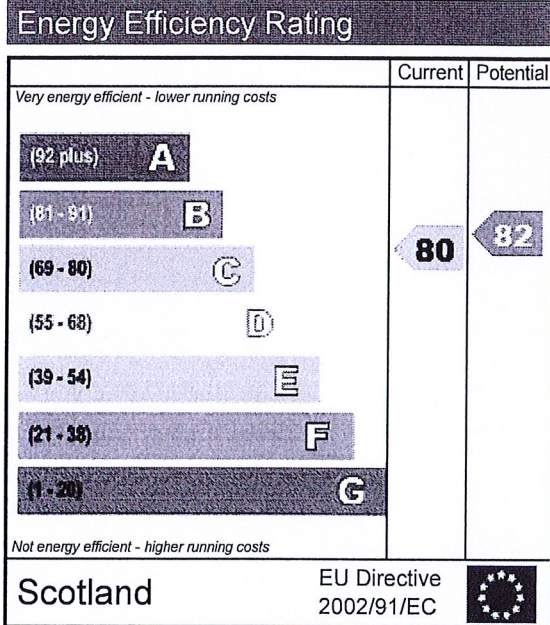 Energy Efficiency Rating
Current Potential
Very energy efficient - lower running costs
(92 plus) A
(81 - 91) B
(69 - 80) C
80
82
(55 - 68) D
(39 - 54) E
(21 - 38) F
(1 - 20) G
Not energy efficient - higher running costs
Scotland
EU Directive
2002/91/EC